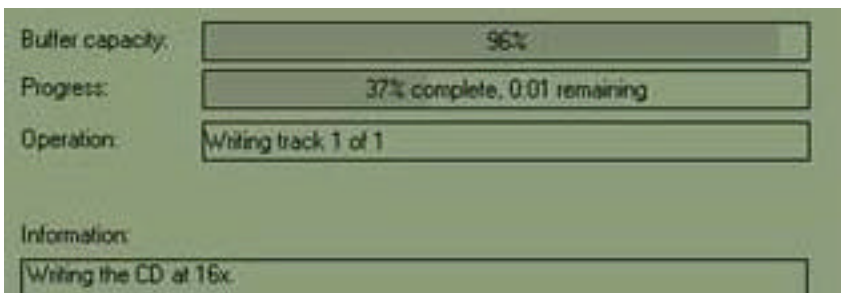 Buffer capacity: 96%
Progress: 37% complete, 0:01 remaining
Operation: Writing track 1 of 1
Information:
Writing the CD at 16x.